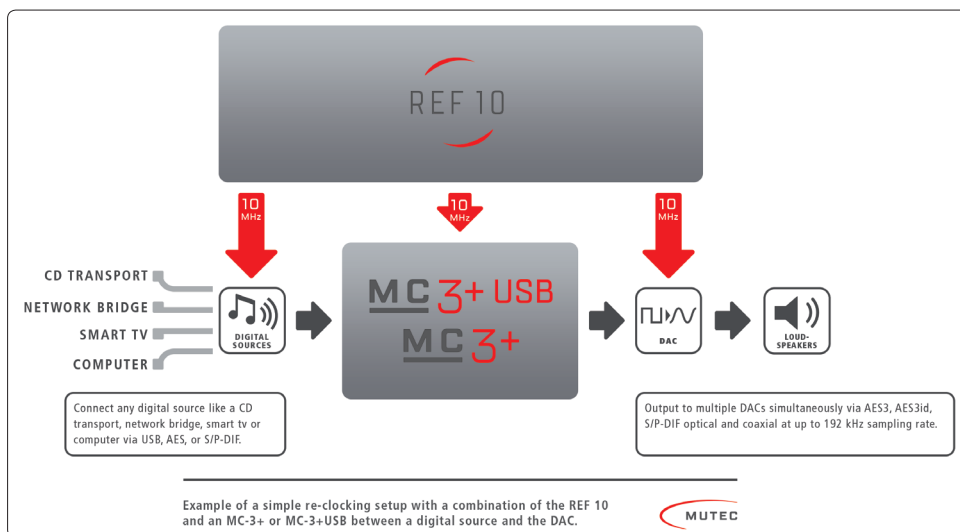 REF 10
10
MHz
10
MHz
10
MHz
CD TRANSPORT
NETWORK BRIDGE
SMART TV
COMPUTER
DIGITAL
SOURCES
MC3+ USB
MC3+
DAC
LOUD-
SPEAKERS
Connect any digital source like a CD
transport, network bridge, smart tv or
computer via USB, AES, or S/P-DIF.
Output to multiple DACs simultaneously via AES3, AES3id,
S/P-DIF optical and coaxial at up to 192 kHz sampling rate.
Example of a simple re-clocking setup with a combination of the REF 10
and an MC-3+ or MC-3+USB between a digital source and the DAC.
MUTEC